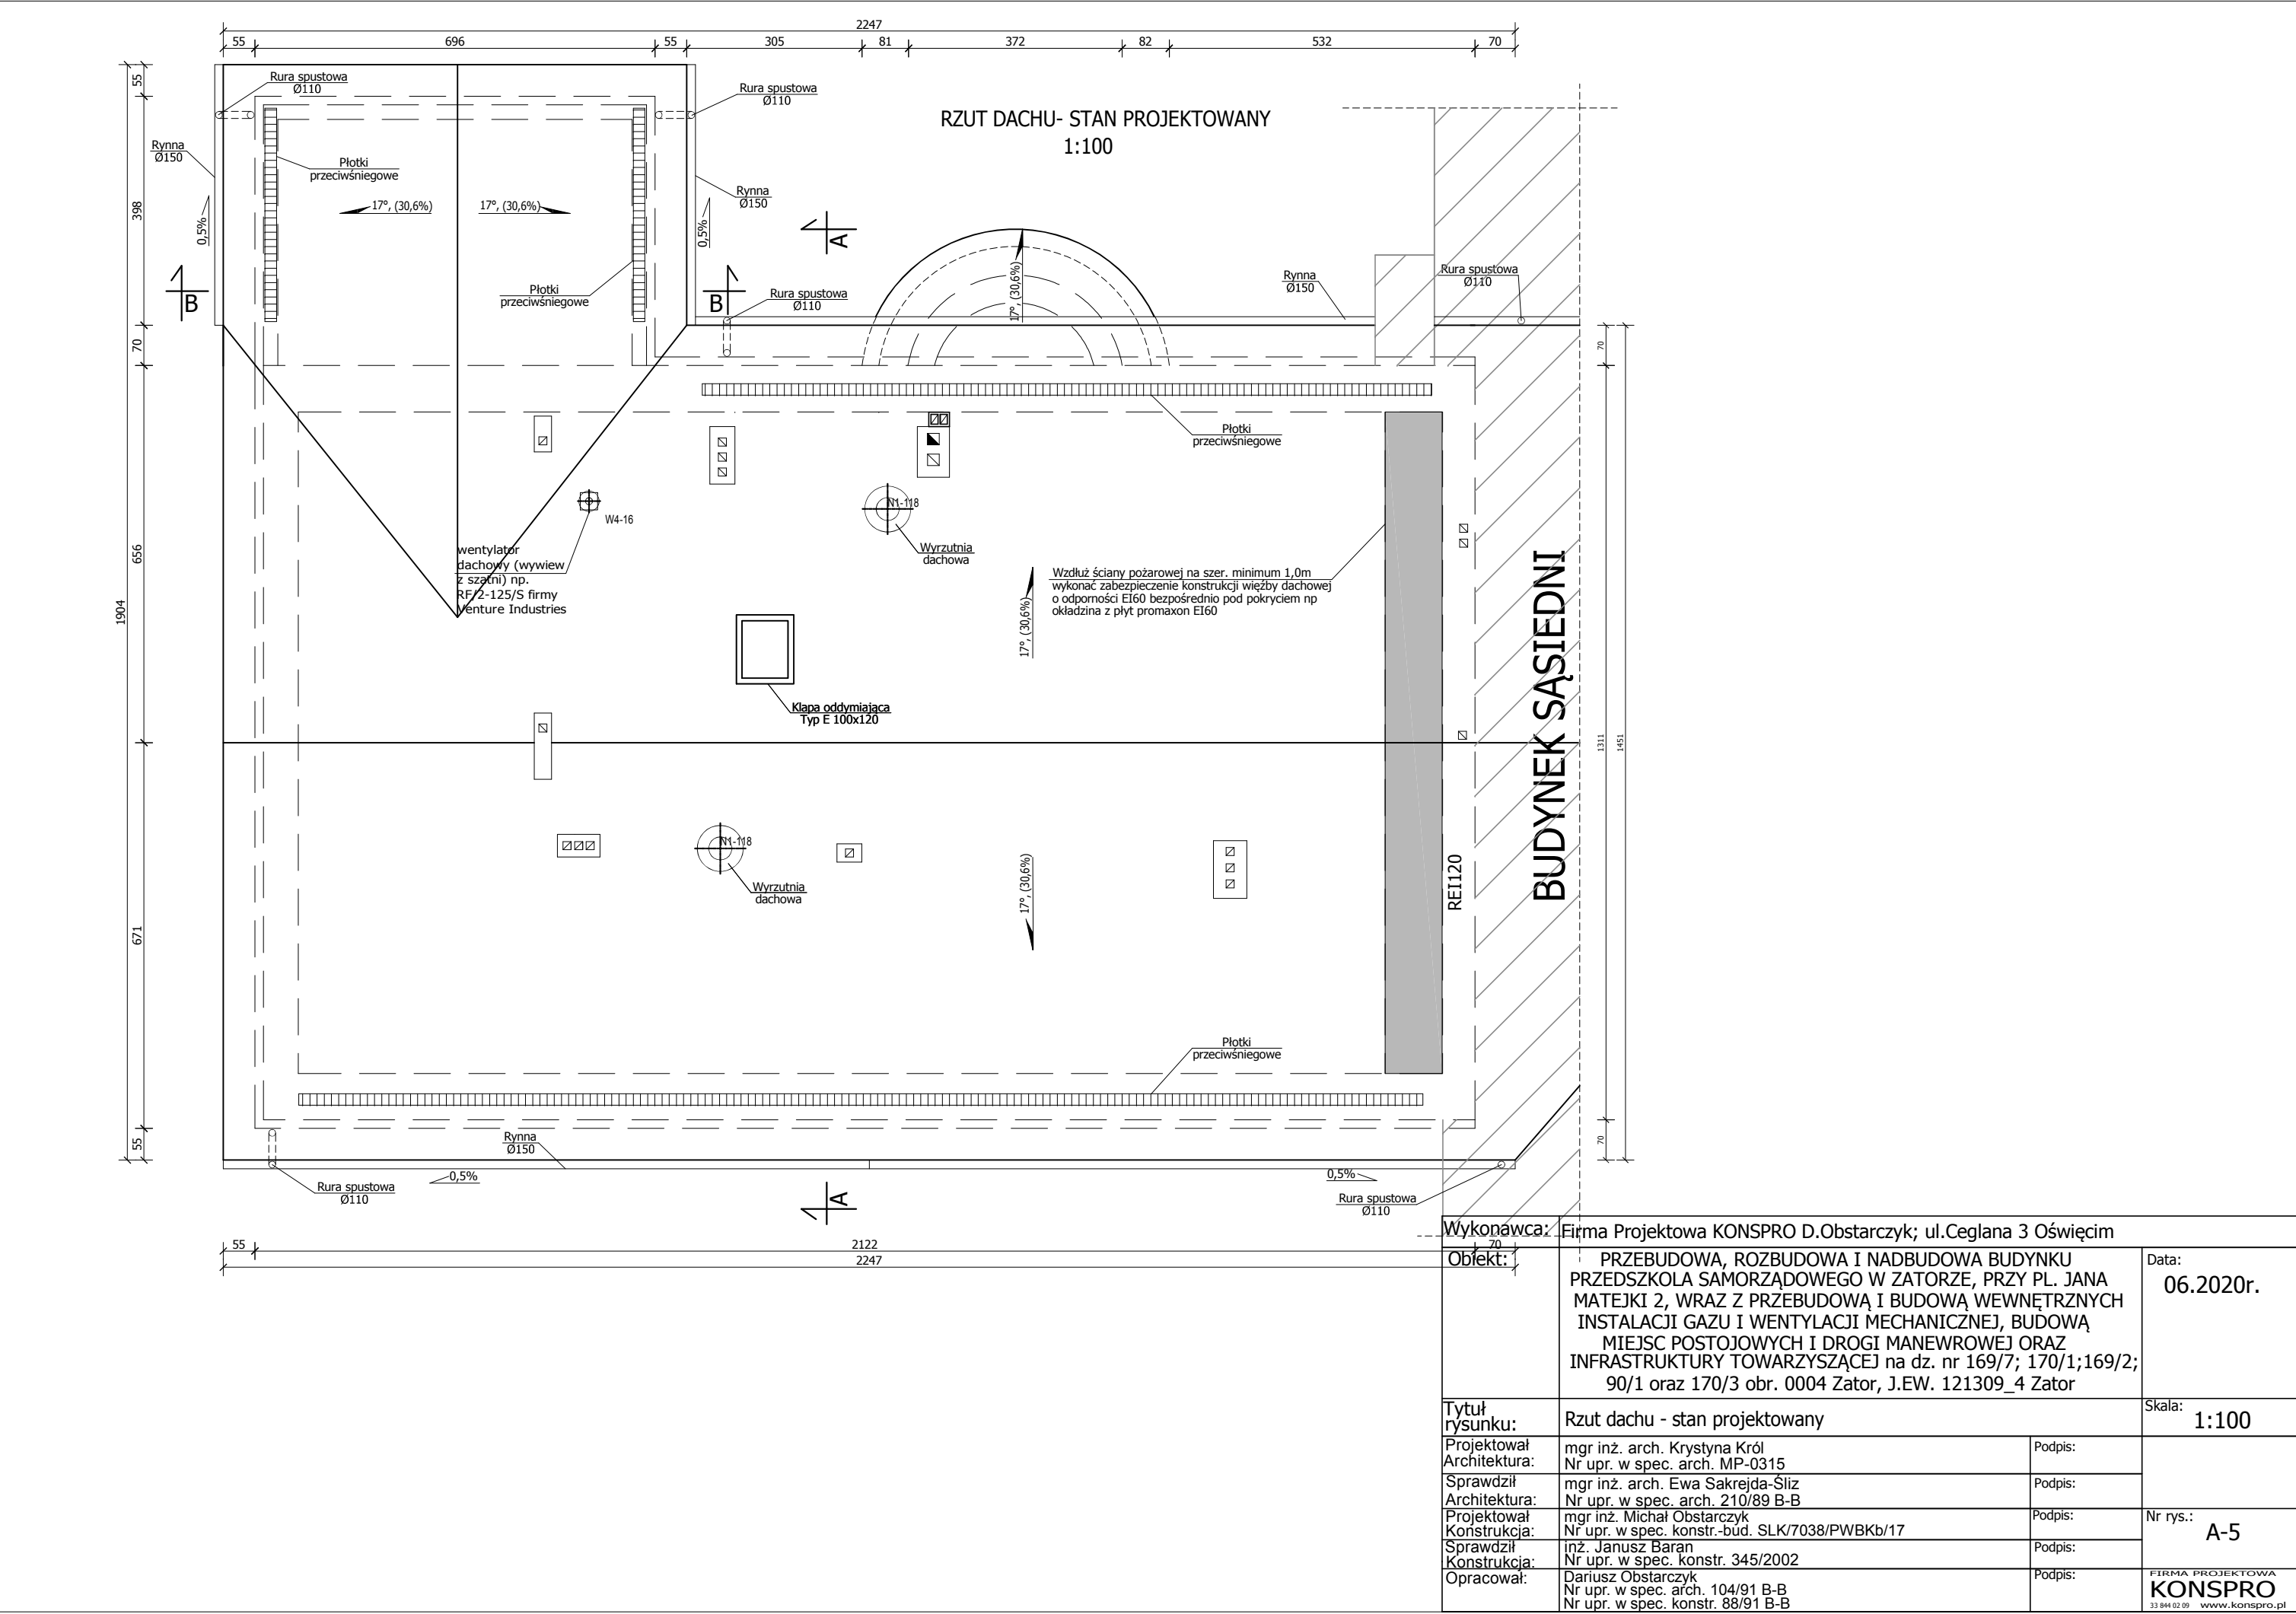 2247
55
696
55
305
81
372
82
532
70
55
398
70
656
671
55
1904
Rura spustowa
Ø110
Rura spustowa
Ø110
RZUT DACHU- STAN PROJEKTOWANY
1:100
Rynna
Ø150
Płotki
przeciwśniegowe
Rynna
Ø150
17°, (30,6%)
17°, (30,6%)
0,5%
0,5%
A
17°, (30,6%)
B
B
Płotki
przeciwśniegowe
Rura spustowa
Ø110
Rynna
Ø150
Rura spustowa
Ø110
70
Płotki
przeciwśniegowe
N1-118
W4-16
Wyrzutnia
dachowa
wentylator
dachowy (wywiew
z szatni) np.
RF/2-125/S firmy
Venture Industries
Wzdłuż ściany pożarowej na szer. minimum 1,0m
wykonać zabezpieczenie konstrukcji więźby dachowej
o odporności EI60 bezpośrednio pod pokryciem np
okładzina z płyt promaxon EI60
17°, (30,6%)
Klapa oddymiająca
Typ E 100x120
BUDYNEK SĄSIEDNI
1311
1451
N1-118
Wyrzutnia
dachowa
17°, (30,6%)
REI120
Płotki
przeciwśniegowe
70
Rynna
Ø150
0,5%
0,5%
Rura spustowa
Ø110
Rura spustowa
Ø110
A
55
2122
70
2247
Wykonawca:
Firma Projektowa KONSPRO D.Obstarczyk; ul.Ceglana 3 Oświęcim
Obiekt:
PRZEBUDOWA, ROZBUDOWA I NADBUDOWA BUDYNKU
PRZEDSZKOLA SAMORZĄDOWEGO W ZATORZE, PRZY PL. JANA
MATEJKI 2, WRAZ Z PRZEBUDOWĄ I BUDOWĄ WEWNĘTRZNYCH
INSTALACJI GAZU I WENTYLACJI MECHANICZNEJ, BUDOWĄ
MIEJSC POSTOJOWYCH I DROGI MANEWROWEJ ORAZ
INFRASTRUKTURY TOWARZYSZĄCEJ na dz. nr 169/7; 170/1;169/2;
90/1 oraz 170/3 obr. 0004 Zator, J.EW. 121309_4 Zator
Data:
06.2020r.
Tytuł
rysunku:
Rzut dachu - stan projektowany
Skala:
1:100
Projektował
Architektura:
mgr inż. arch. Krystyna Król
Nr upr. w spec. arch. MP-0315
Podpis:
Sprawdził
Architektura:
mgr inż. arch. Ewa Sakrejda-Śliz
Nr upr. w spec. arch. 210/89 B-B
Podpis:
Projektował
Konstrukcja:
mgr inż. Michał Obstarczyk
Nr upr. w spec. konstr.-bud. SLK/7038/PWBKb/17
Podpis:
Nr rys.:
A-5
Sprawdził
Konstrukcja:
inż. Janusz Baran
Nr upr. w spec. konstr. 345/2002
Podpis:
Opracował:
Dariusz Obstarczyk
Nr upr. w spec. arch. 104/91 B-B
Nr upr. w spec. konstr. 88/91 B-B
Podpis:
FIRMA PROJEKTOWA
KONSPRO
33 844 02 09 www.konspro.pl